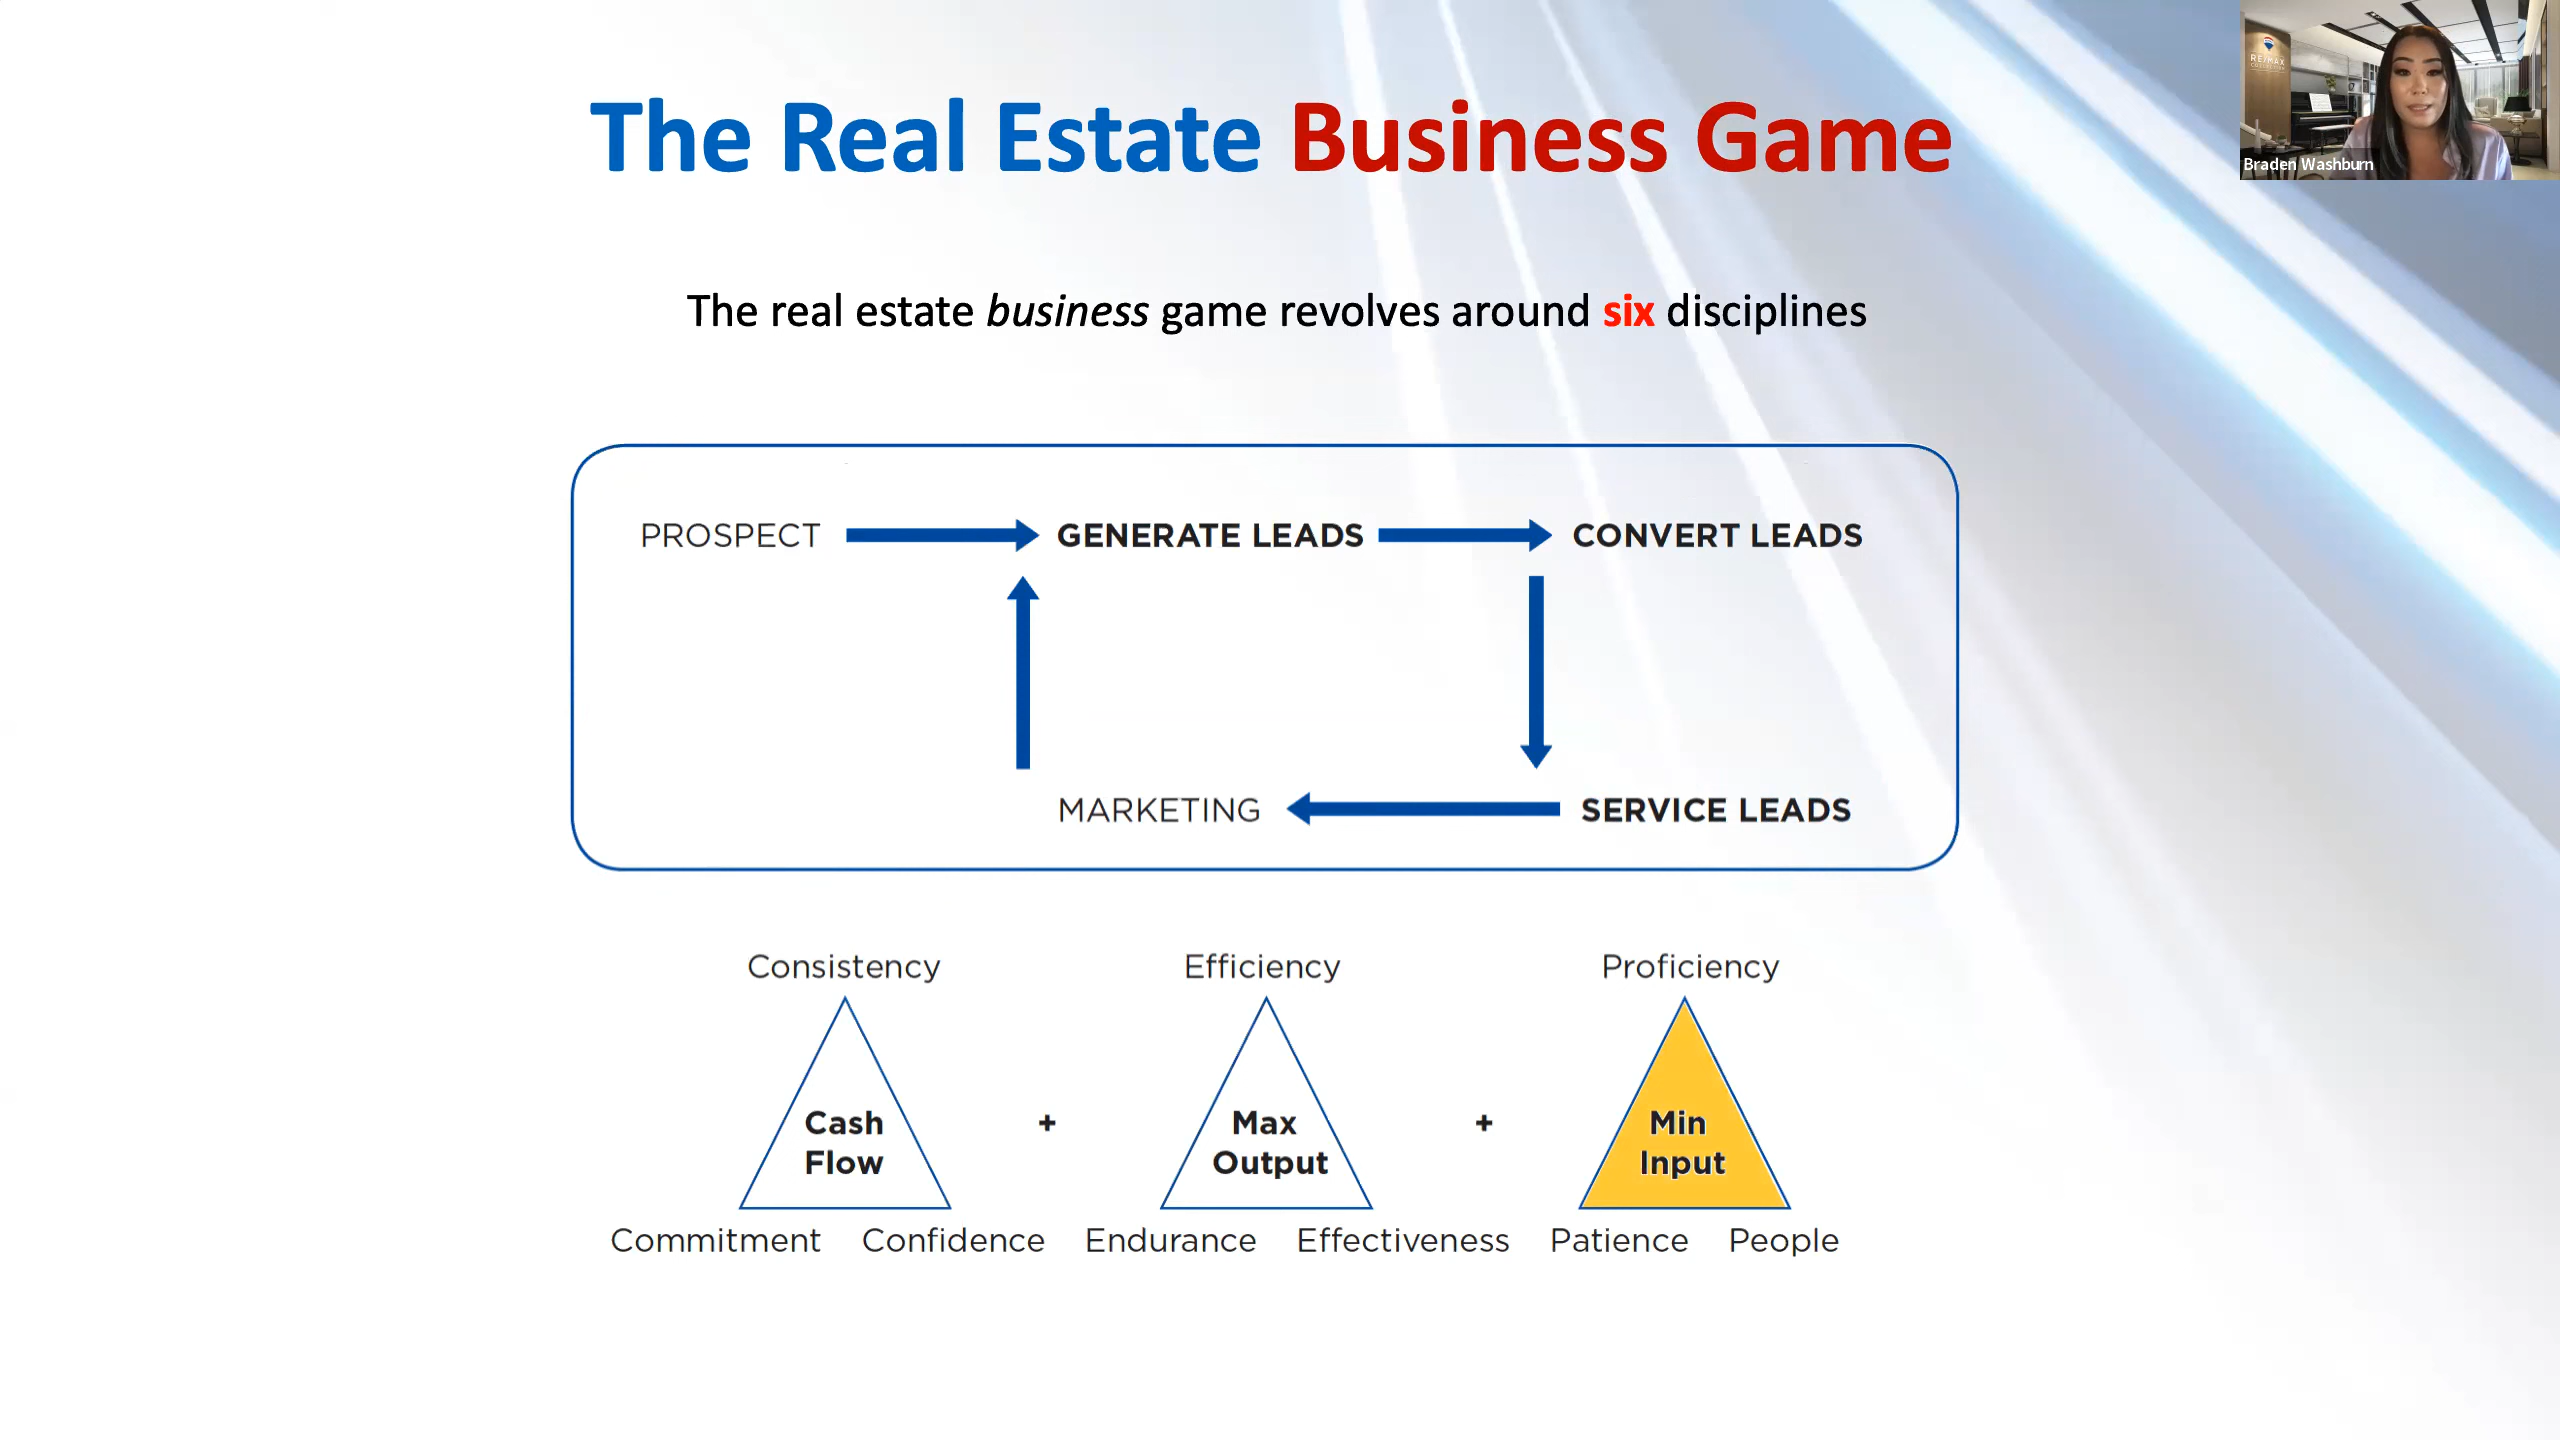 The Real Estate Business Game
RE/MAX
Braden Washburn
The real estate business game revolves around six disciplines
PROSPECT GENERATE LEADS CONVERT LEADS
MARKETING SERVICE LEADS
Consistency Efficiency Proficiency
Cash Flow + Max Output + Min Input
Commitment Confidence Endurance Effectiveness Patience People